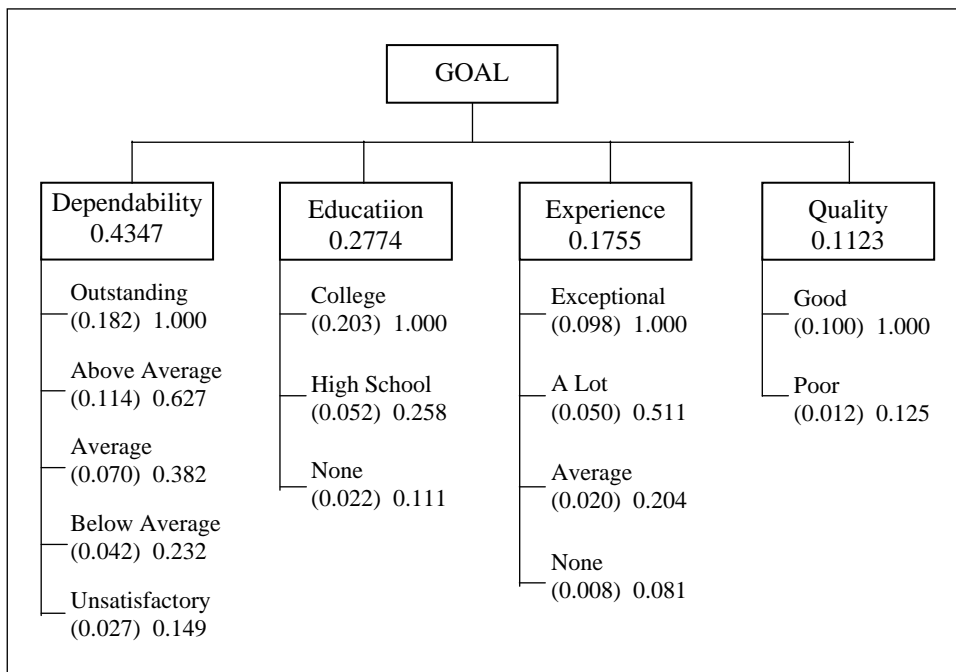 GOAL
Dependability
0.4347
Outstanding
(0.182) 1.000
Above Average
(0.114) 0.627
Average
(0.070) 0.382
Below Average
(0.042) 0.232
Unsatisfactory
(0.027) 0.149
Educatiion
0.2774
College
(0.203) 1.000
High School
(0.052) 0.258
None
(0.022) 0.111
Experience
0.1755
Exceptional
(0.098) 1.000
A Lot
(0.050) 0.511
Average
(0.020) 0.204
None
(0.008) 0.081
Quality
0.1123
Good
(0.100) 1.000
Poor
(0.012) 0.125